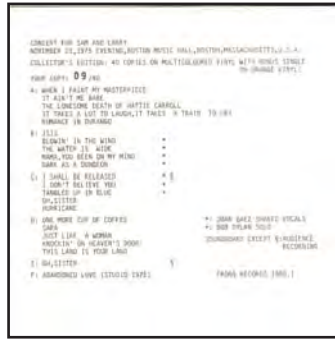 CONCERT FOR SAM AND LARRY
NOVEMBER 21,1975 EVENING,BOSTON MUSIC HALL,BOSTON,MASSACHUSETTS,U.S.A.
COLLECTOR'S EDITION: 40 COPIES ON MULTICOLOURED VINYL WITH BONUS SINGLE
ON ORANGE VINYL!
YOUR COPY: 09/40
A: WHEN I PAINT MY MASTERPIECE
IT AIN'T ME BABE
THE LONESOME DEATH OF HATTIE CARROLL
IT TAKES A LOT TO LAUGH,IT TAKES A TRAIN TO CRY
ROMANCE IN DURANGO
B: ISIS
BLOWIN' IN THE WIND *
THE WATER IS WIDE *
MAMA,YOU BEEN ON MY MIND *
DARK AS A DUNGEON *
C: I SHALL BE RELEASED *
I DON'T BELIEVE YOU
TANGLED UP IN BLUE
OH,SISTER
HURRICANE
D: ONE MORE CUP OF COFFEE
SARA
JUST LIKE A WOMAN
KNOCKIN' ON HEAVEN'S DOOR
THIS LAND IS YOUR LAND
*: JOAN BAEZ SHARES VOCALS
+: BOB DYLAN SOLO
SOUNDBOARD EXCEPT §:AUDIENCE
RECORDING
E: OH,SISTER §
F: ABANDONED LOVE (STUDIO TAPE)